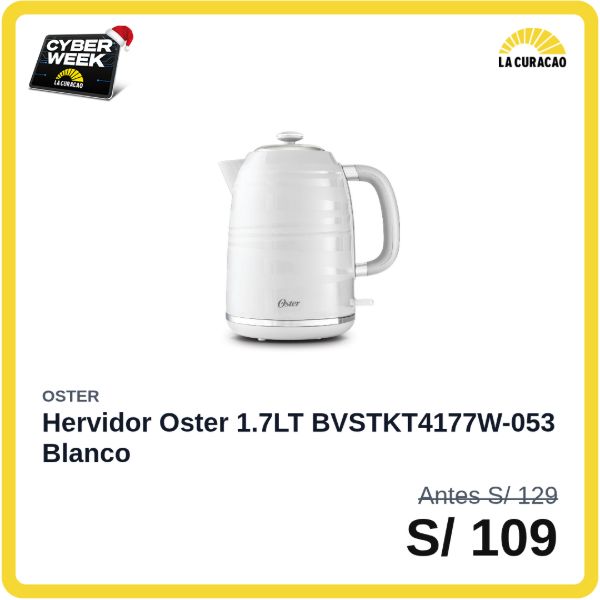 CYBER
WEEK
LA CURACAO
LA CURACAO
Oster
OSTER
Hervidor Oster 1.7LT BVSTKT4177W-053
Blanco
Antes S/ 129
S/ 109